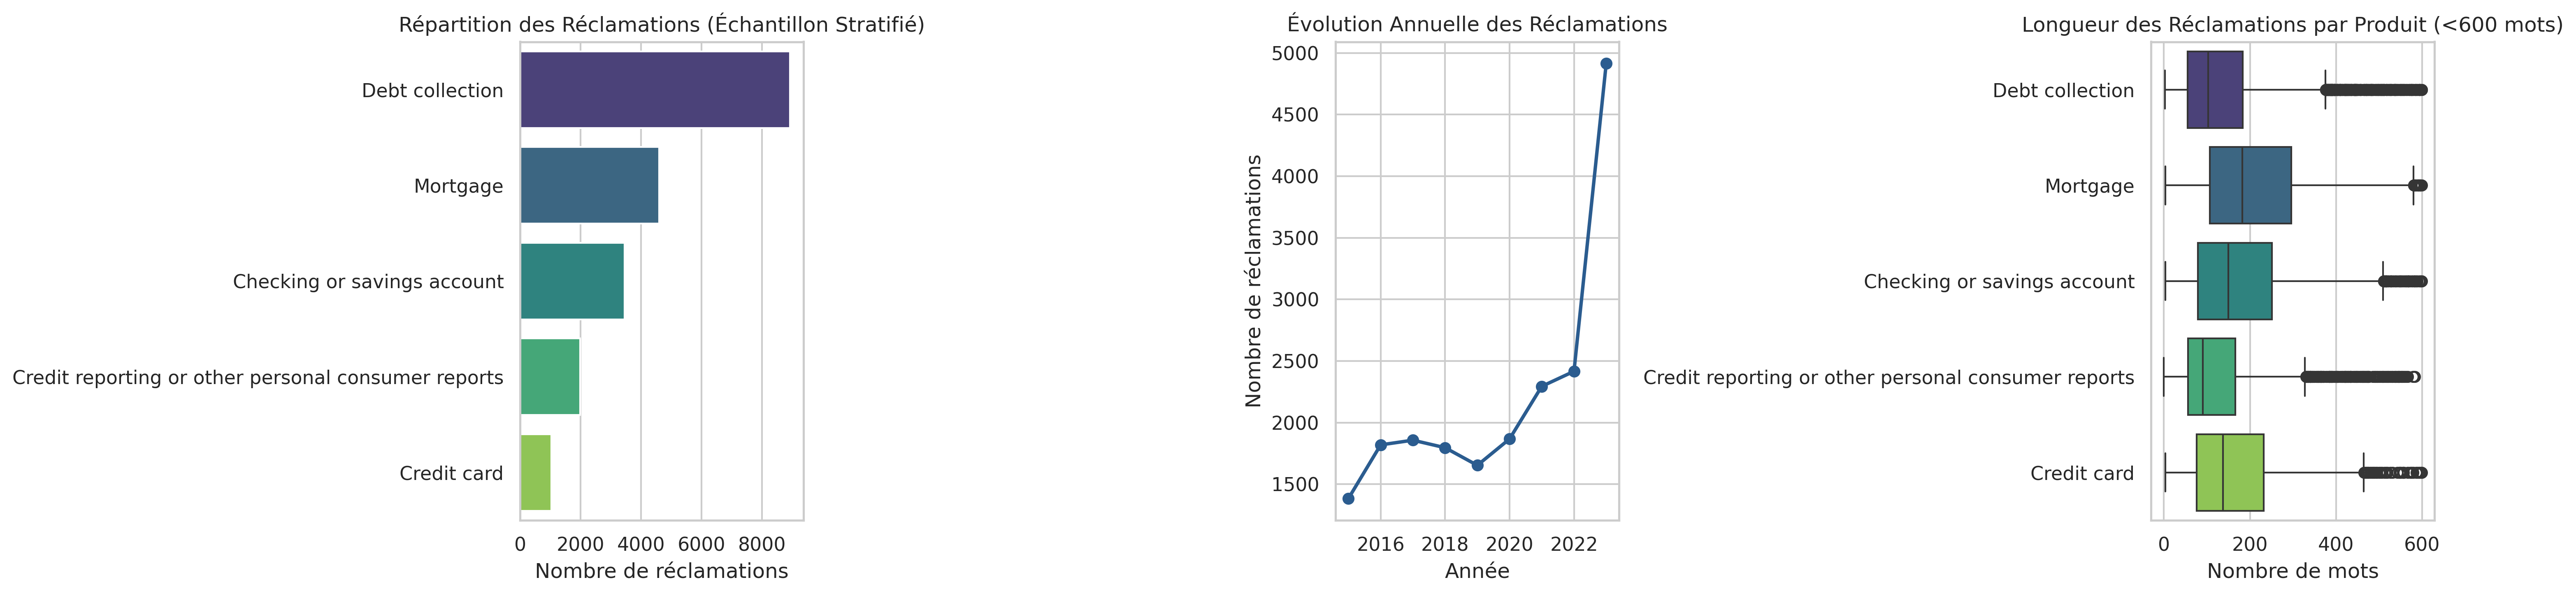 Répartition des Réclamations (Échantillon Stratifié)
Debt collection
Mortgage
Checking or savings account
Credit reporting or other personal consumer reports
Credit card
0 2000 4000 6000 8000
Nombre de réclamations
Évolution Annuelle des Réclamations
Nombre de réclamations
5000
4500
4000
3500
3000
2500
2000
1500
2016 2018 2020 2022
Année
Longueur des Réclamations par Produit (<600 mots)
Debt collection
Mortgage
Checking or savings account
Credit reporting or other personal consumer reports
Credit card
0 200 400 600
Nombre de mots